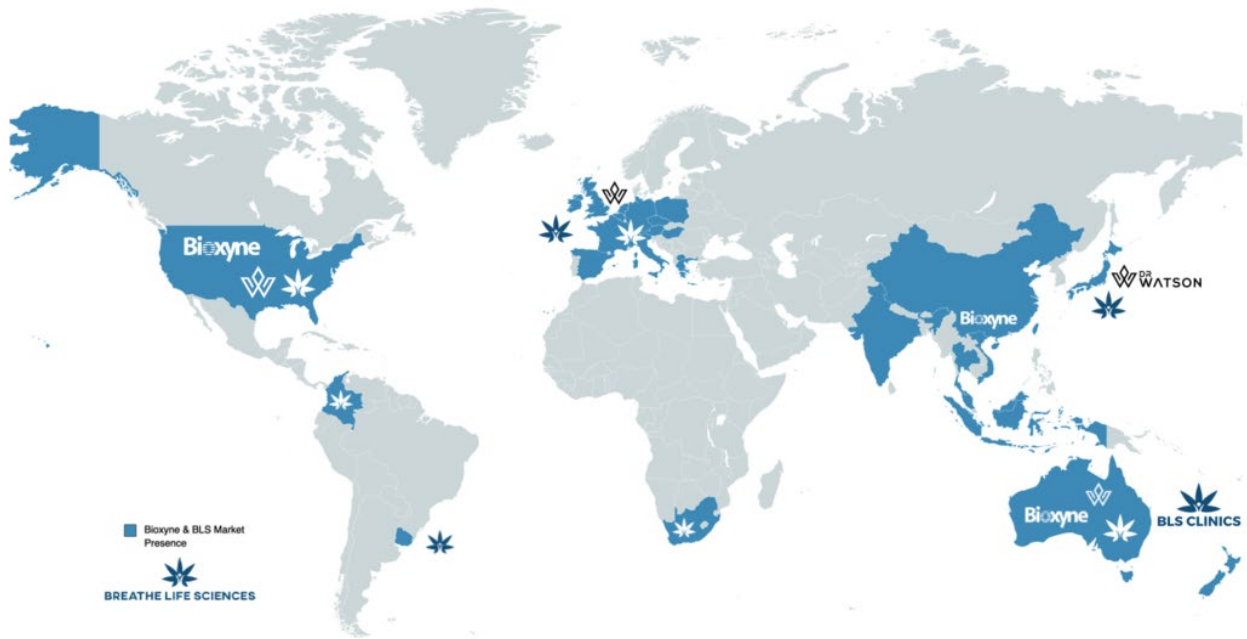 Bioxyne
DR
WATSON
Bioxyne
Bioxyne
BLS CLINICS
Bioxyne & BLS Market
Presence
BREATHE LIFE SCIENCES